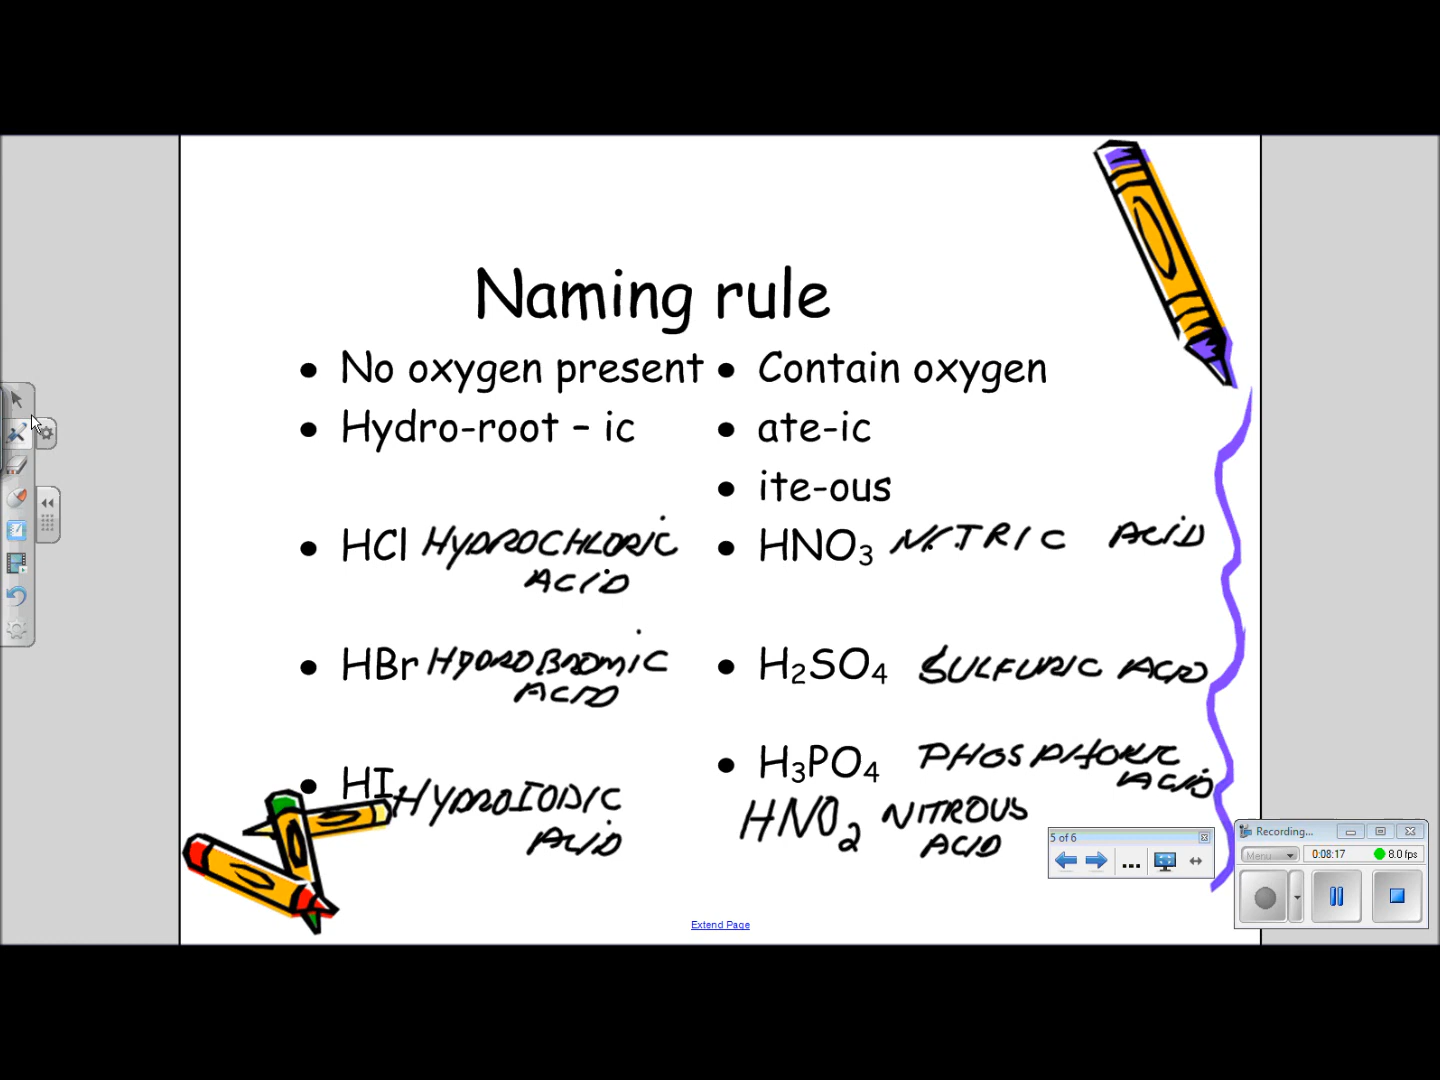 Naming rule
• No oxygen present
• Hydro-root – ic
• HCl HYDROCHLORIC
ACID
• HBr HYDROBROMIC
ACID
• HI HYDROIODIC
ACID
• Contain oxygen
• ate-ic
• ite-ous
• HNO₃ NITRIC ACID
• H₂SO₄ SULFURIC ACID
• H₃PO₄ PHOSPHORIC
ACID
HNO₂ NITROUS
ACID
Extend Page
5 of 6
...
Recording...
Menu 0:08:17 8.0 fps